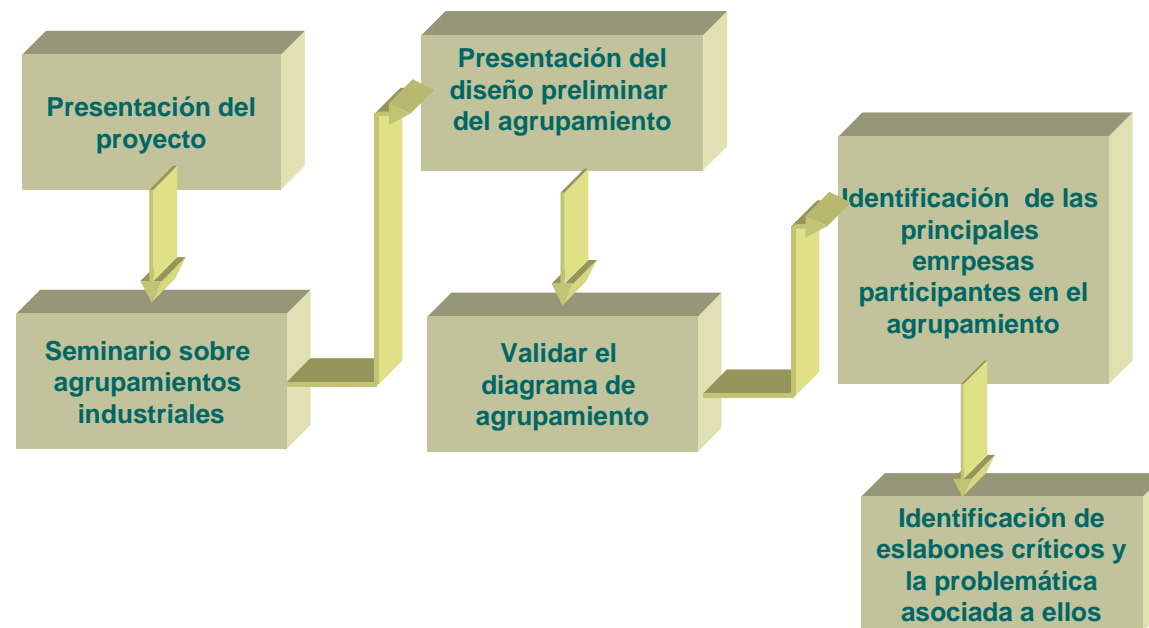 Presentación del
proyecto
Seminario sobre
agrupamientos
industriales
Presentación del
diseño preliminar
del agrupamiento
Validar el
diagrama de
agrupamiento
Identificación de las
principales
emrpesas
participantes en el
agrupamiento
Identificación de
eslabones críticos y
la problemática
asociada a ellos